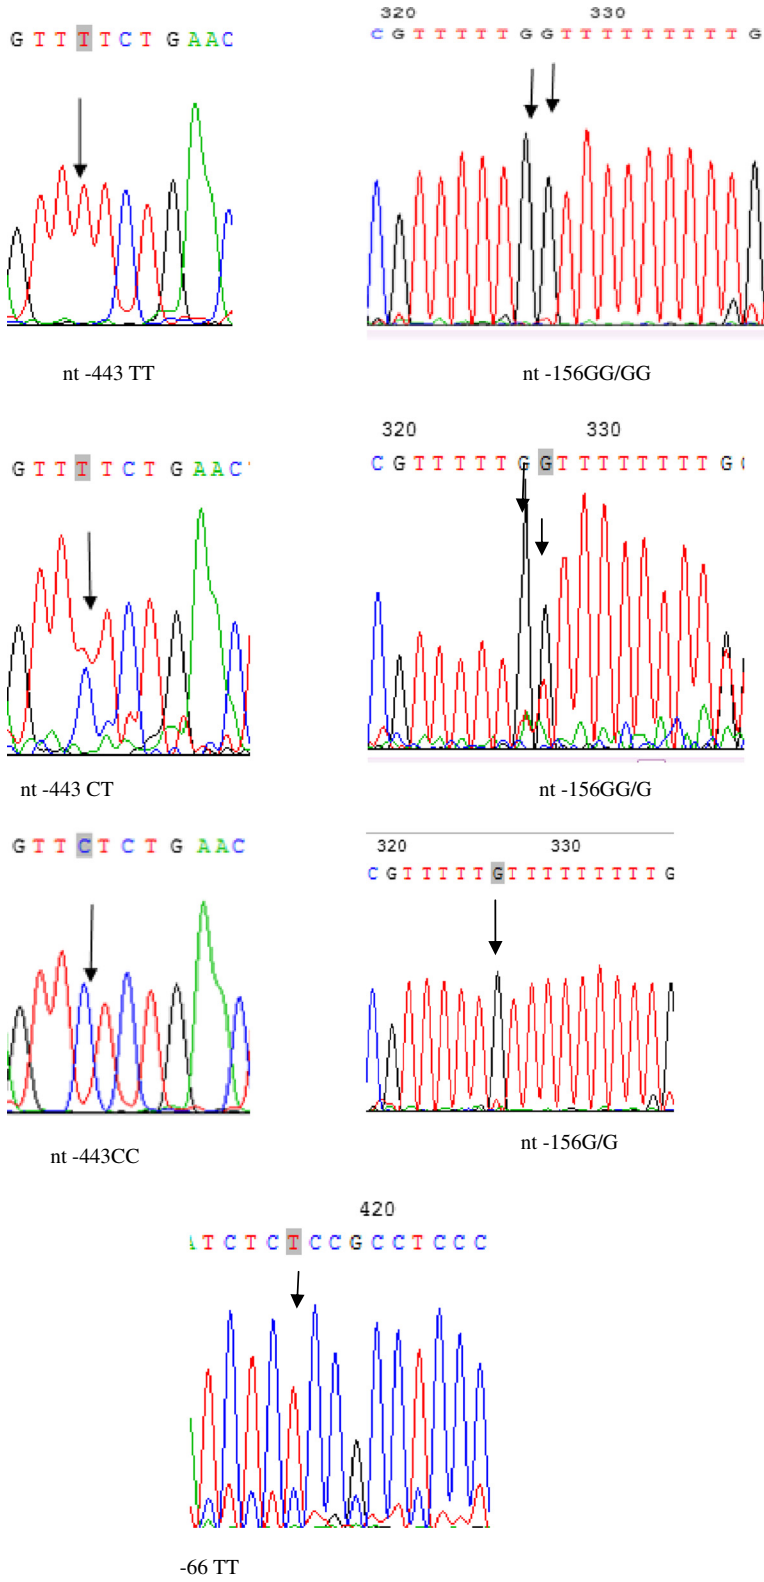 G T T T T C T G A A C
320 330
C G T T T T T G G T T T T T T T T T G
nt -443 TT
nt -156GG/GG
G T T T T C T G A A C
320 330
C G T T T T T G G T T T T T T T T G
nt -443 CT
nt -156GG/G
G T T C T C T G A A C
320 330
C G T T T T T G T T T T T T T T T G
nt -443CC
nt -156G/G
420
A T C T C T C C G C C T C C C
-66 TT